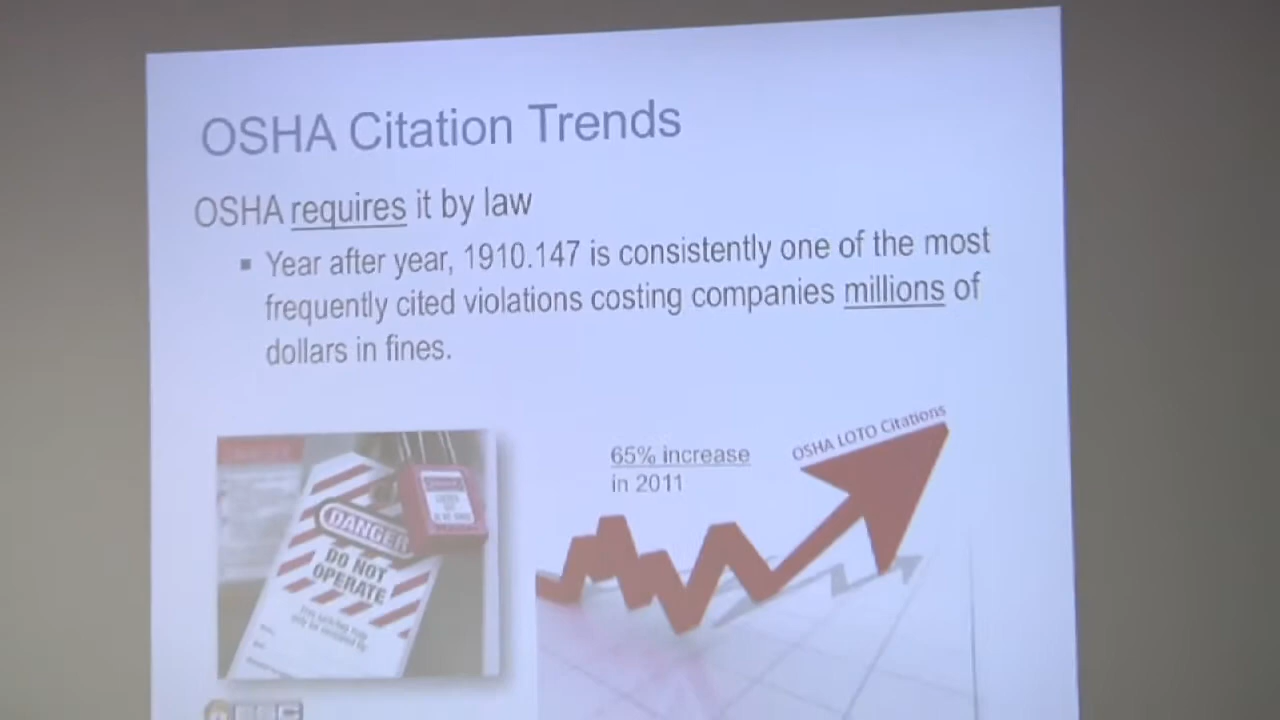 OSHA Citation Trends
OSHA requires it by law
▪ Year after year, 1910.147 is consistently one of the most
frequently cited violations costing companies millions of
dollars in fines.
65% increase
in 2011
OSHA LOTO Citations
DANGER
DO NOT
OPERATE